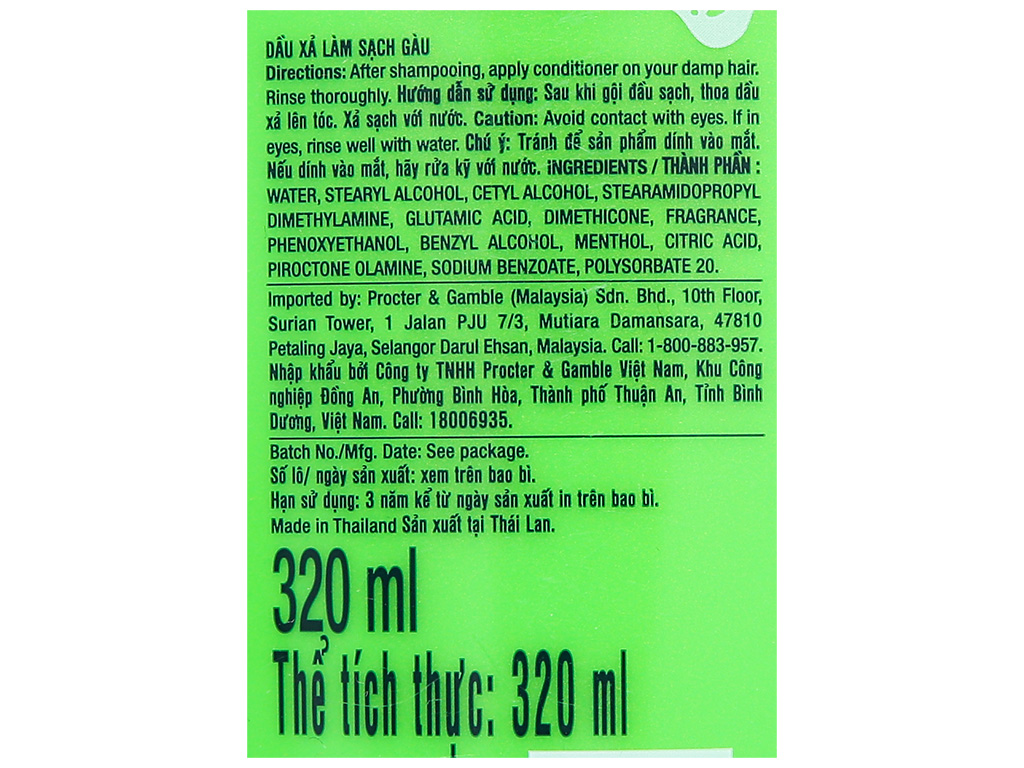 DẦU XẢ LÀM SẠCH GÀU
Directions: After shampooing, apply conditioner on your damp hair.
Rinse thoroughly. Hướng dẫn sử dụng: Sau khi gội đầu sạch, thoa dầu
xả lên tóc. Xả sạch với nước. Caution: Avoid contact with eyes. If in
eyes, rinse well with water. Chú ý: Tránh để sản phẩm dính vào mắt.
Nếu dính vào mắt, hãy rửa kỹ với nước. INGREDIENTS / THÀNH PHẦN :
WATER, STEARYL ALCOHOL, CETYL ALCOHOL, STEARAMIDOPROPYL
DIMETHYLAMINE, GLUTAMIC ACID, DIMETHICONE, FRAGRANCE,
PHENOXYETHANOL, BENZYL ALCOHOL, MENTHOL, CITRIC ACID,
PIROCTONE OLAMINE, SODIUM BENZOATE, POLYSORBATE 20.
Imported by: Procter & Gamble (Malaysia) Sdn. Bhd., 10th Floor,
Surian Tower, 1 Jalan PJU 7/3, Mutiara Damansara, 47810
Petaling Jaya, Selangor Darul Ehsan, Malaysia. Call: 1-800-883-957.
Nhập khẩu bởi Công ty TNHH Procter & Gamble Việt Nam, Khu Công
nghiệp Đồng An, Phường Bình Hòa, Thành phố Thuận An, Tỉnh Bình
Dương, Việt Nam. Call: 18006935.
Batch No./Mfg. Date: See package.
Số lô/ ngày sản xuất: xem trên bao bì.
Hạn sử dụng: 3 năm kể từ ngày sản xuất in trên bao bì.
Made in Thailand Sản xuất tại Thái Lan.
320 ml
Thể tích thực: 320 ml